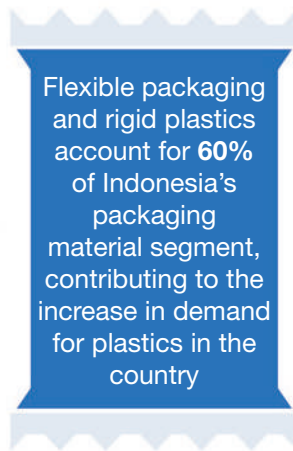 Flexible packaging
and rigid plastics
account for 60%
of Indonesia's
packaging
material segment,
contributing to the
increase in demand
for plastics in the
country